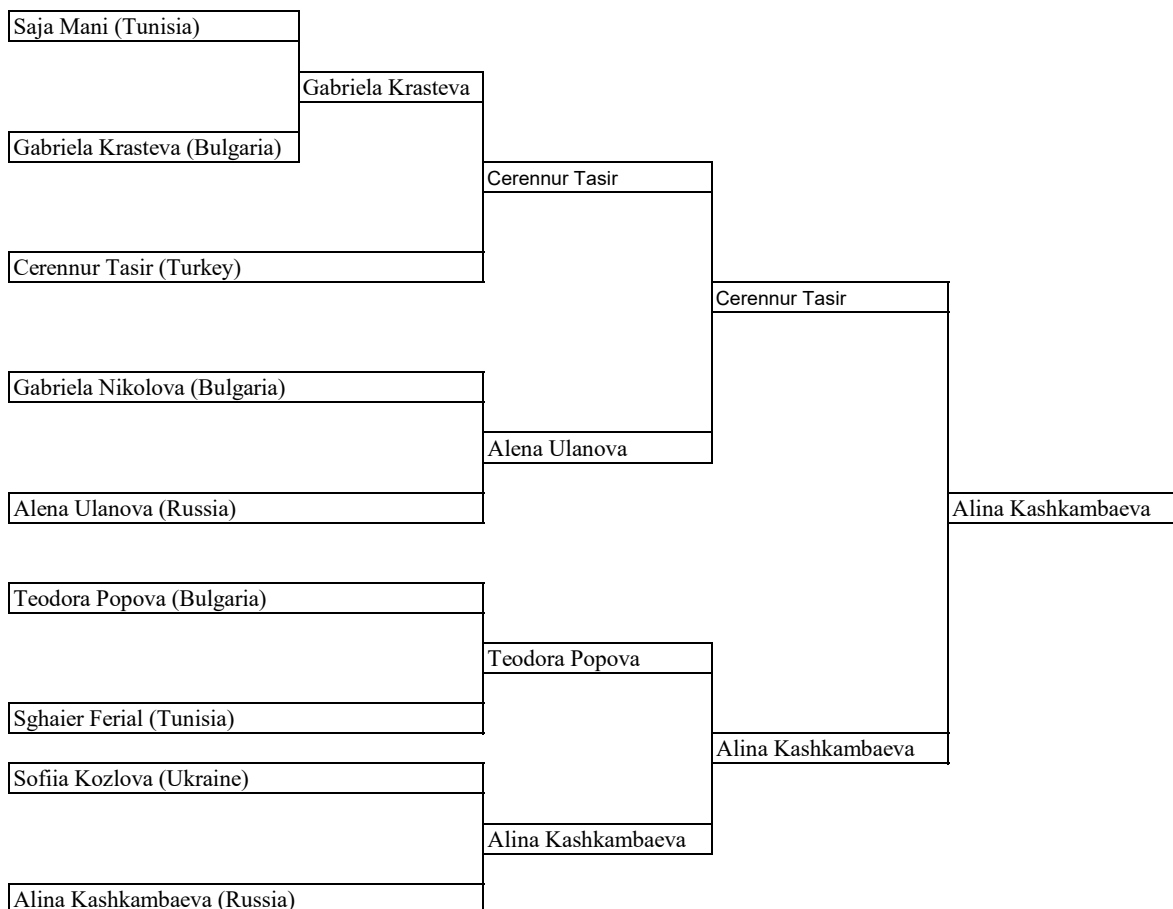 Saja Mani (Tunisia)
Gabriela Krasteva
Gabriela Krasteva (Bulgaria)
Cerennur Tasir
Cerennur Tasir (Turkey)
Cerennur Tasir
Gabriela Nikolova (Bulgaria)
Alena Ulanova
Alena Ulanova (Russia)
Alina Kashkambaeva
Teodora Popova (Bulgaria)
Teodora Popova
Sghaier Ferial (Tunisia)
Alina Kashkambaeva
Sofiia Kozlova (Ukraine)
Alina Kashkambaeva
Alina Kashkambaeva (Russia)